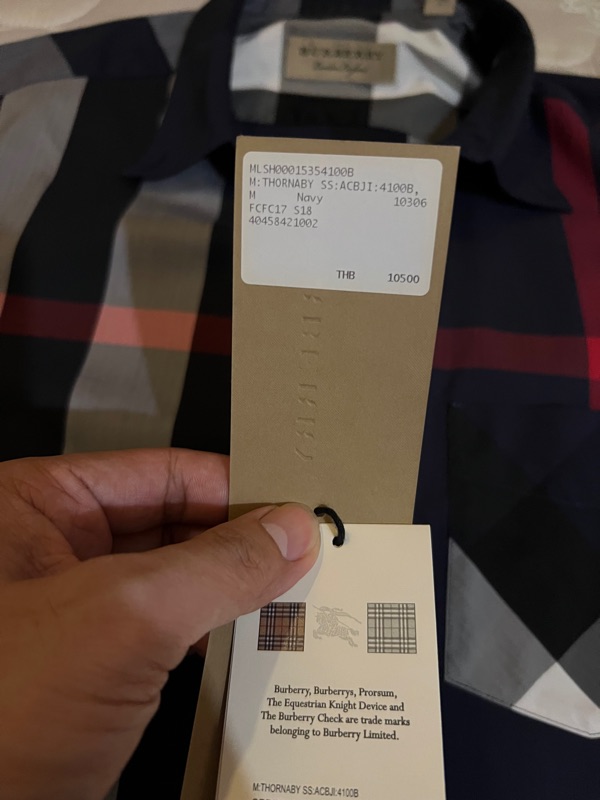 BURBERRY
MLSH00015354100B
M:THORNABY SS:ACBJI:4100B,
M Navy 10306
FCFC17 S18
40458421002
THB 10500
Burberry, Burberrys, Prorsum,
The Equestrian Knight Device and
The Burberry Check are trade marks
belonging to Burberry Limited.
M:THORNABY SS:ACBJI:4100B